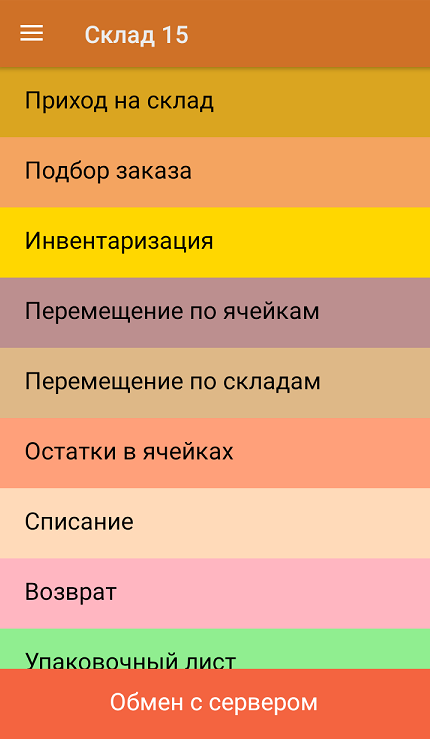 Склад 15
Приход на склад
Подбор заказа
Инвентаризация
Перемещение по ячейкам
Перемещение по складам
Остатки в ячейках
Списание
Возврат
Упаковочный лист
Обмен с сервером